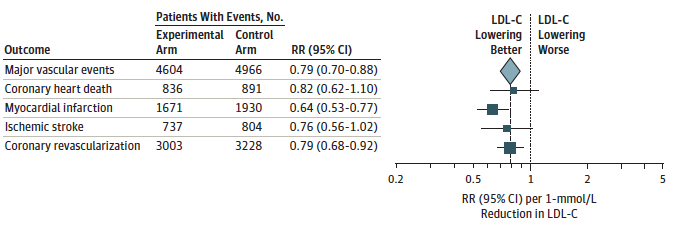 Patients With Events, No.
LDL-C LDL-C
Experimental Control
Lowering Lowering
Outcome Arm Arm RR (95% CI)
Better Worse
Major vascular events 4604 4966 0.79 (0.70-0.88)
Coronary heart death 836 891 0.82 (0.62-1.10)
Myocardial infarction 1671 1930 0.64 (0.53-0.77)
Ischemic stroke 737 804 0.76 (0.56-1.02)
Coronary revascularization 3003 3228 0.79 (0.68-0.92)
0.2 0.5 1 2 5
RR (95% CI) per 1-mmol/L
Reduction in LDL-C